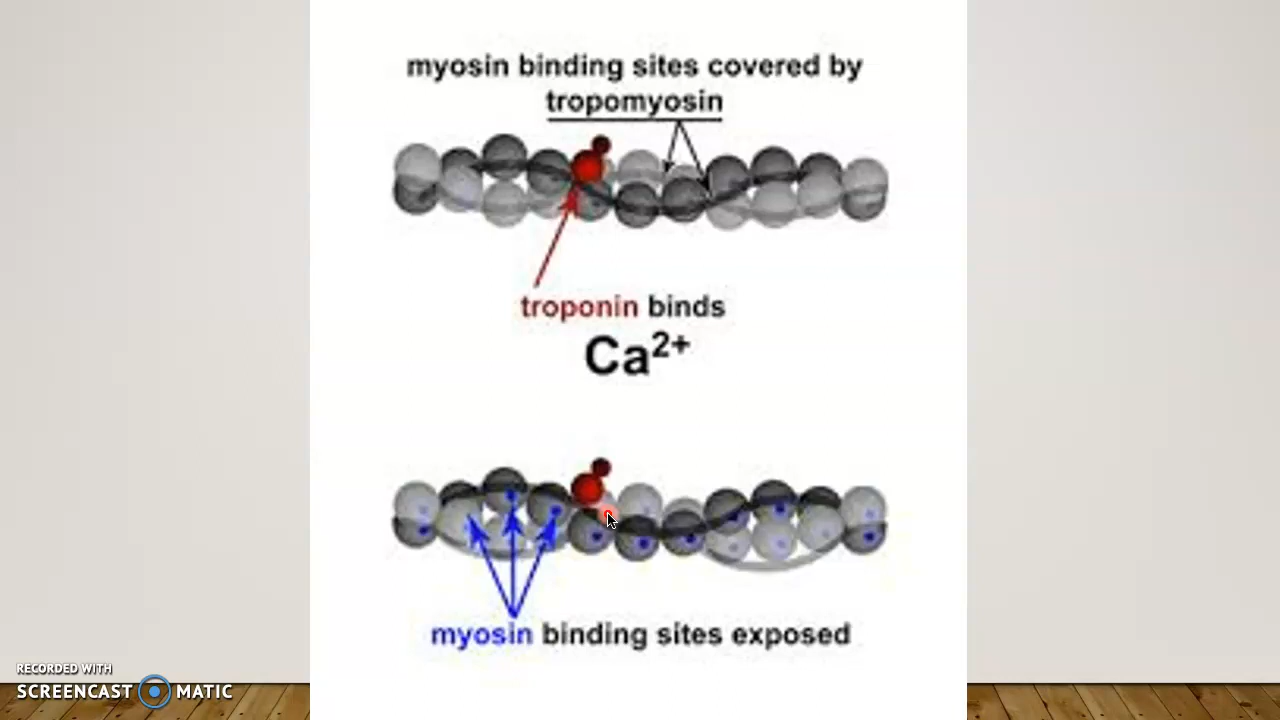 myosin binding sites covered by
tropomyosin
troponin binds
Ca²⁺
myosin binding sites exposed
RECORDED WITH
SCREENCAST MATIC